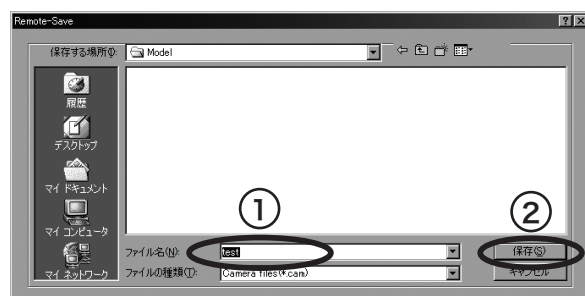 Remote-Save
保存する場所(I): Model
履歴
デスクトップ
マイ ドキュメント
マイ コンピュータ
マイ ネットワーク
①
②
ファイル名(N): test 保存(S)
ファイルの種類(T): Camera files(*.cam) キャンセル